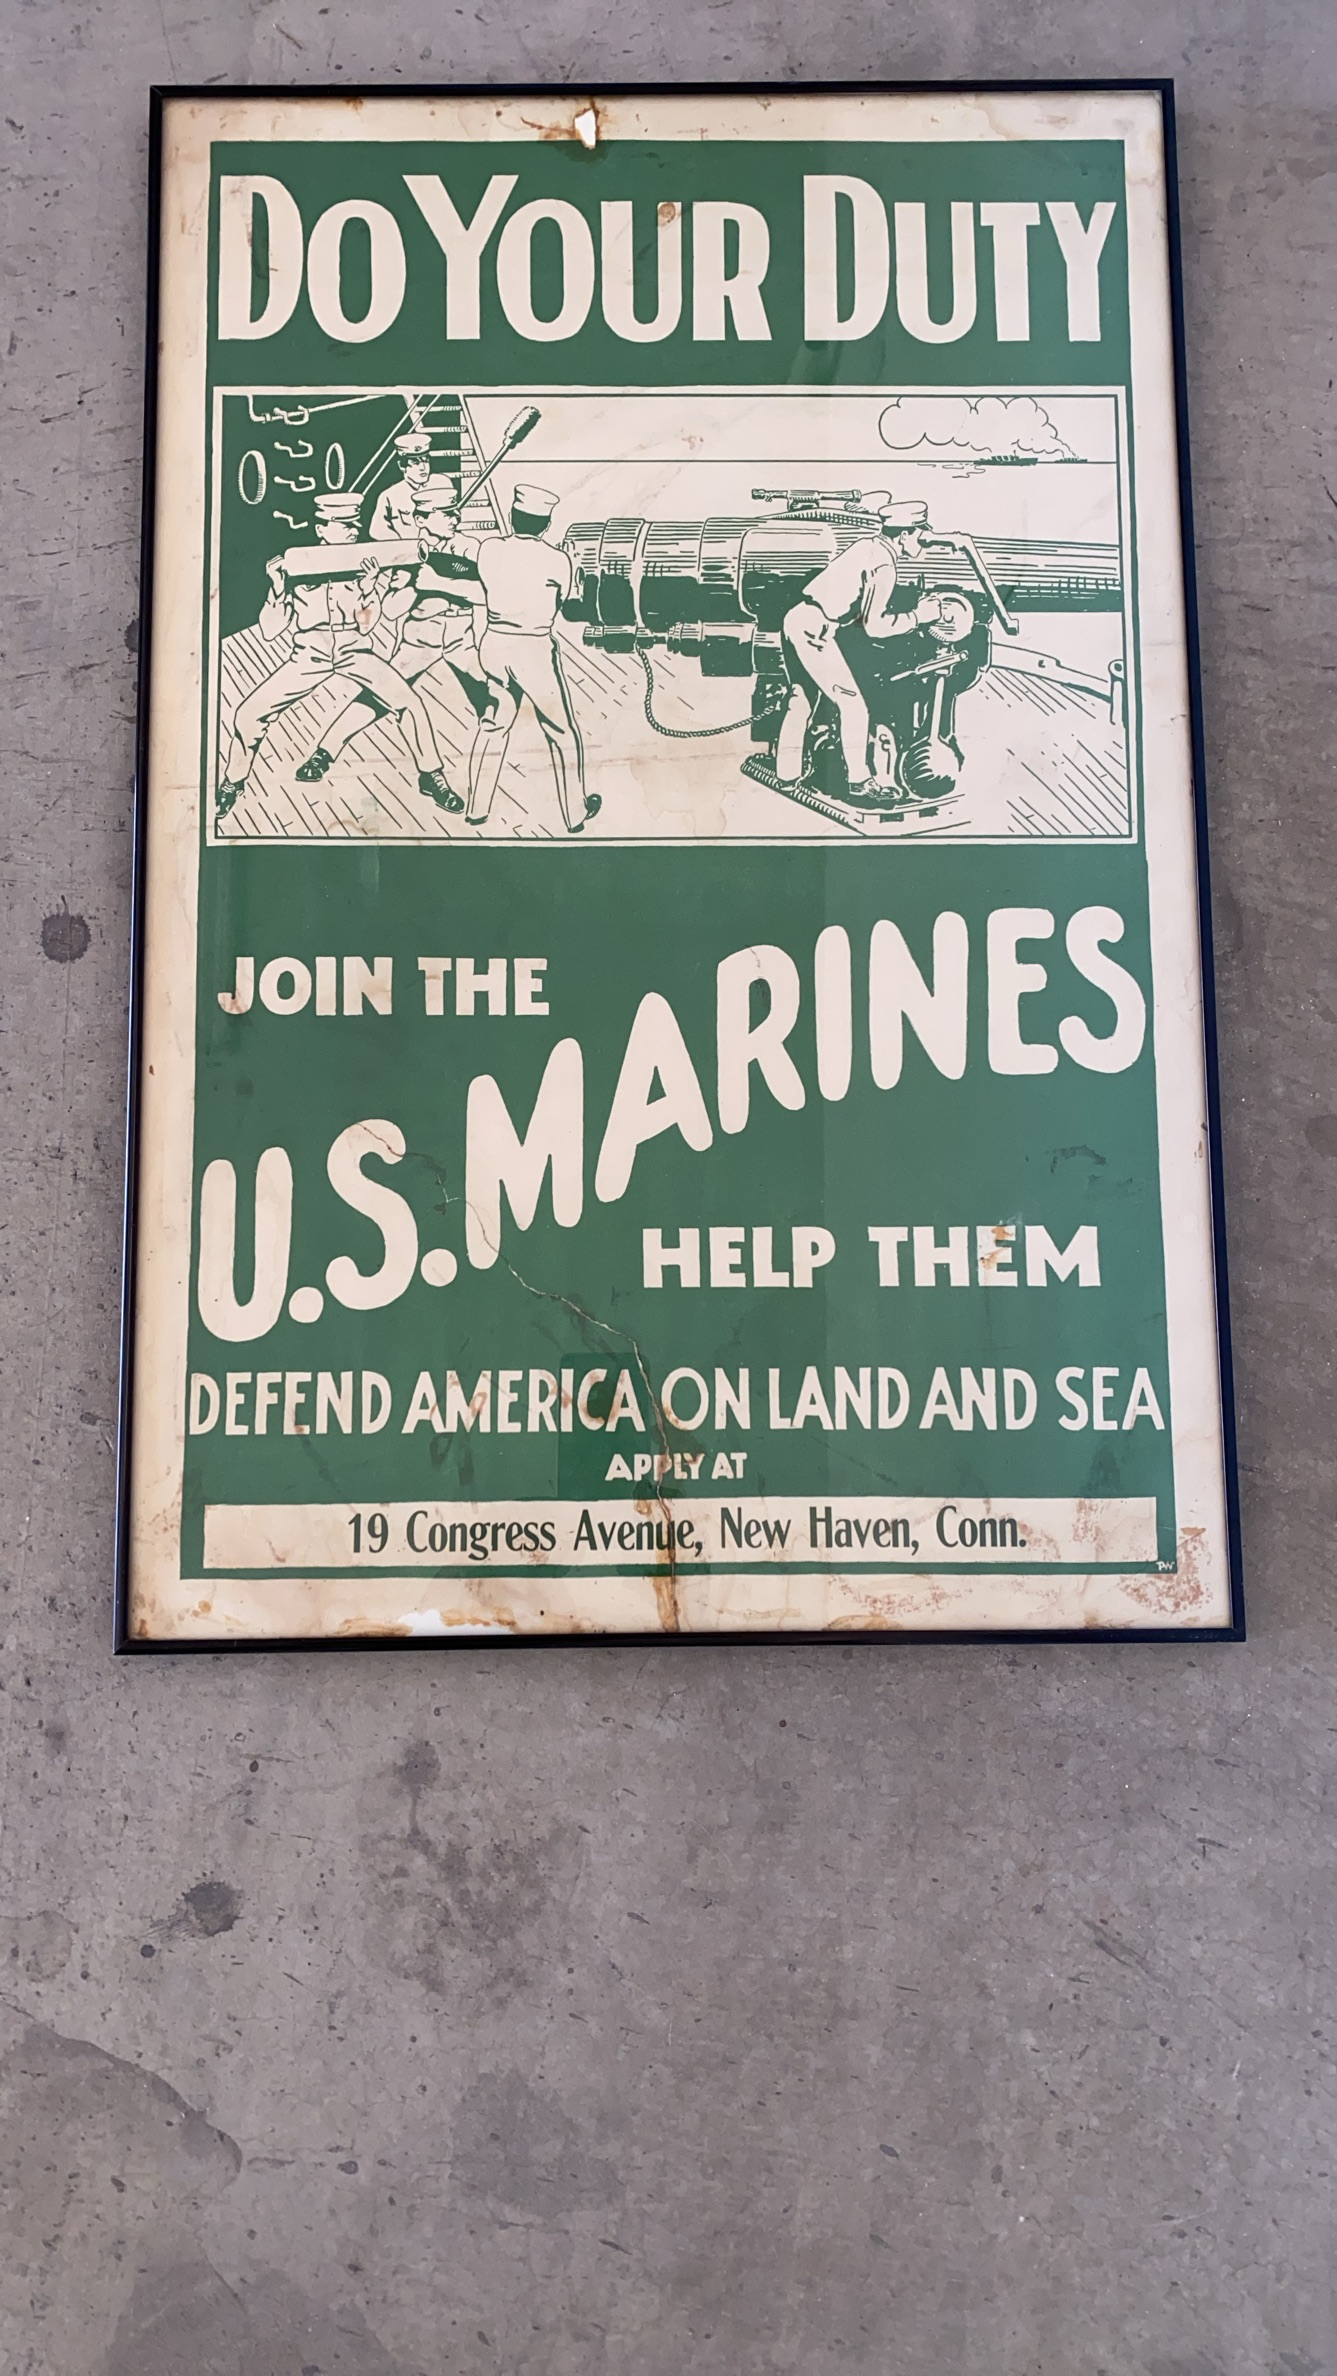 DO YOUR DUTY
JOIN THE
U.S. MARINES
HELP THEM
DEFEND AMERICA ON LAND AND SEA
APPLY AT
19 Congress Avenue, New Haven, Conn.